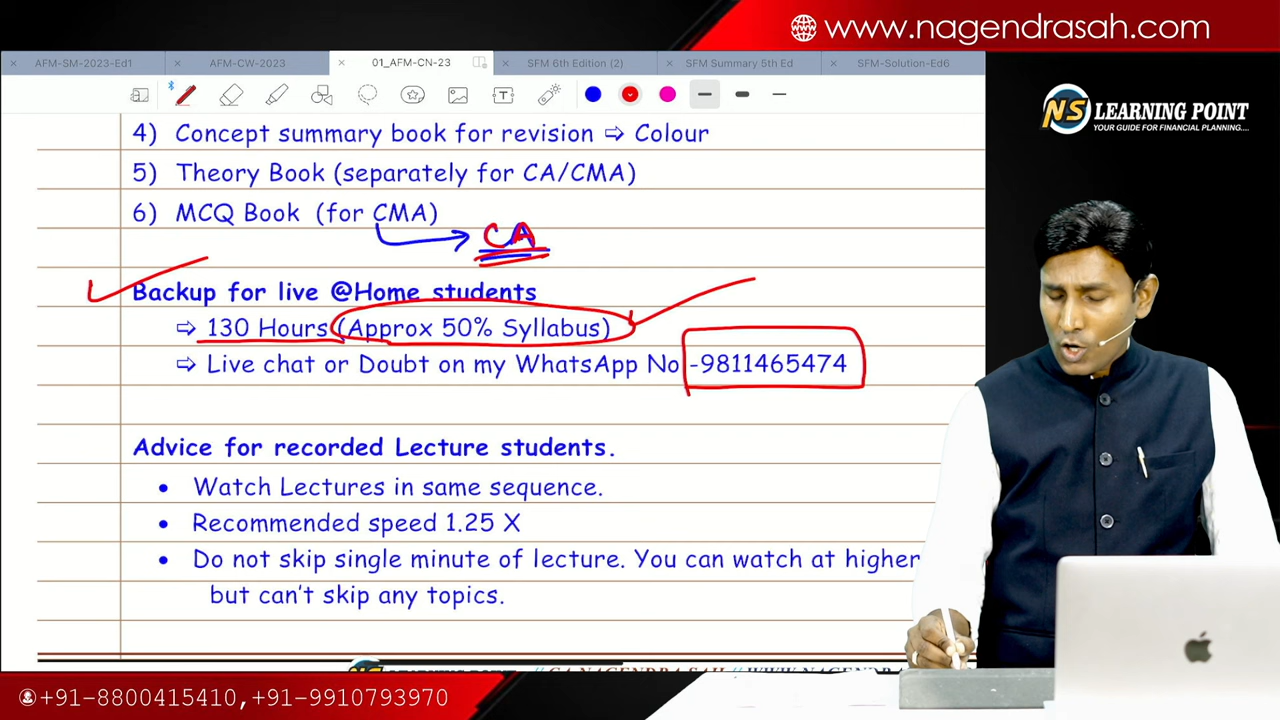 www.nagendrasah.com
AFM-SM-2023-Ed1
AFM-CW-2023
01_AFM-CN-23
SFM 6th Edition (2)
SFM Summary 5th Ed
SFM-Solution-Ed6
NS LEARNING POINT
YOUR GUIDE FOR FINANCIAL PLANNING....
4) Concept summary book for revision ⇨ Colour
5) Theory Book (separately for CA/CMA)
6) MCQ Book (for CMA)
CA
Backup for live @Home students
⇨ 130 Hours (Approx 50% Syllabus)
⇨ Live chat or Doubt on my WhatsApp No -9811465474
Advice for recorded Lecture students.
• Watch Lectures in same sequence.
• Recommended speed 1.25 X
• Do not skip single minute of lecture. You can watch at higher
but can't skip any topics.
+91-8800415410,+91-9910793970